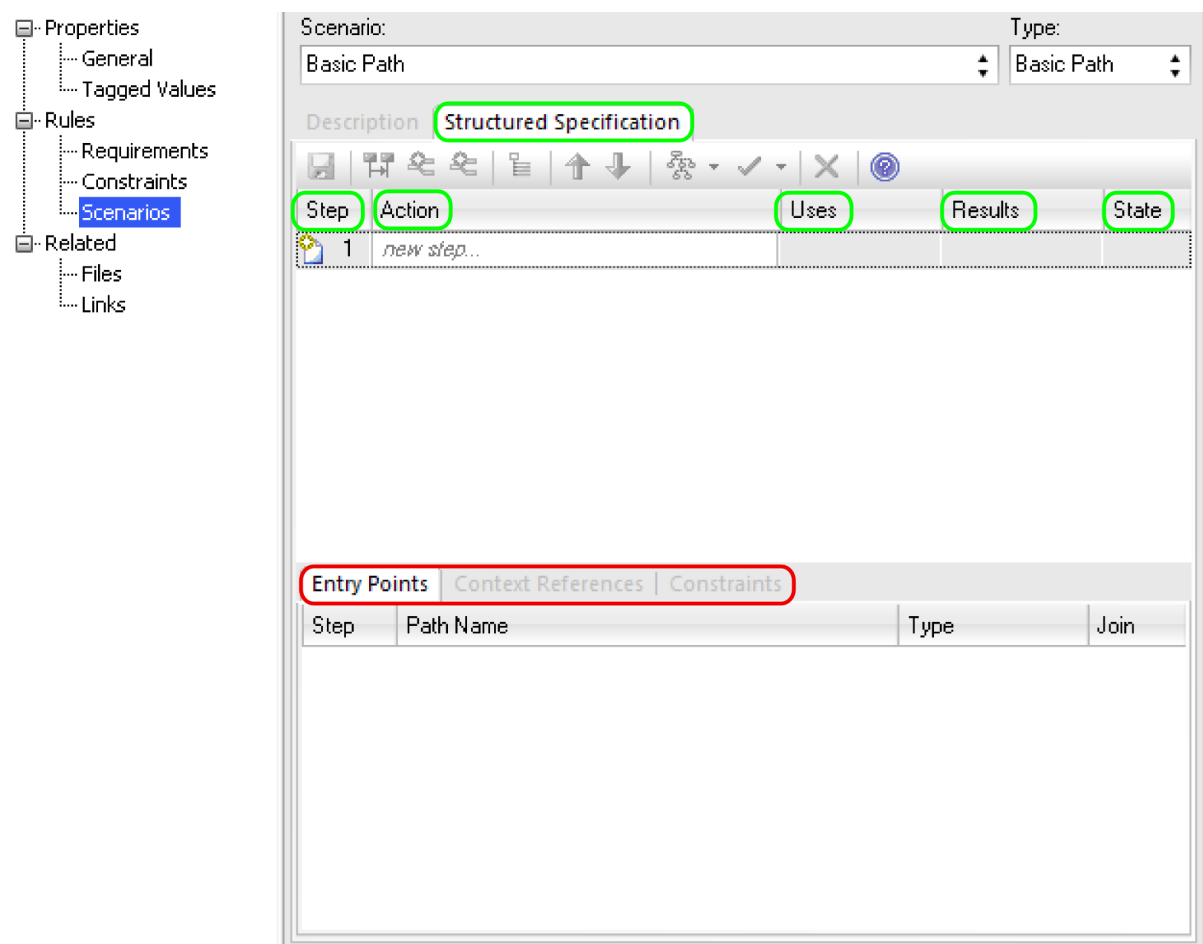 Properties
General
Tagged Values
Rules
Requirements
Constraints
Scenarios
Related
Files
Links
Scenario: Type:
Basic Path Basic Path
Description Structured Specification
Step Action Uses Results State
1 new step...
Entry Points Context References Constraints
Step Path Name Type Join